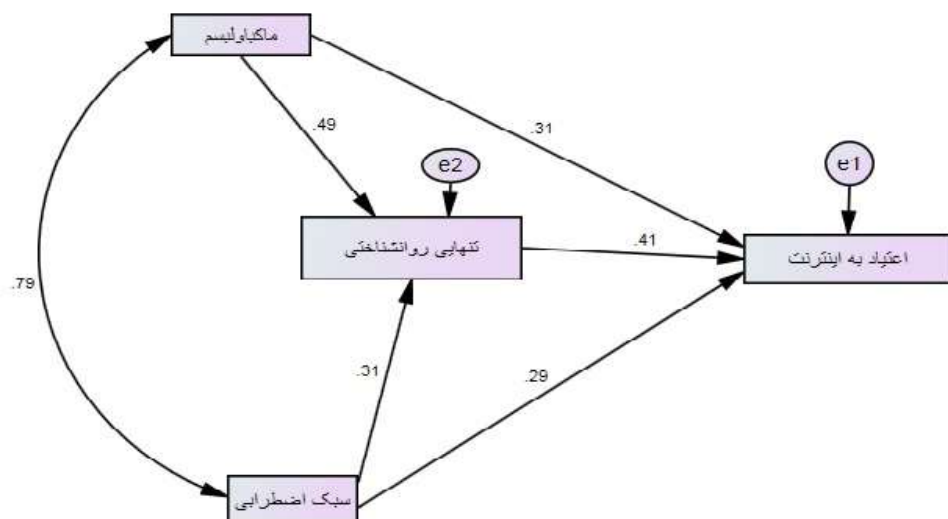 ماکیاولیسم
.49
.31
e2
e1
تنهایی روانشناختی
.41
اعتیاد به اینترنت
.79
.31
.29
سبک اضطرابی